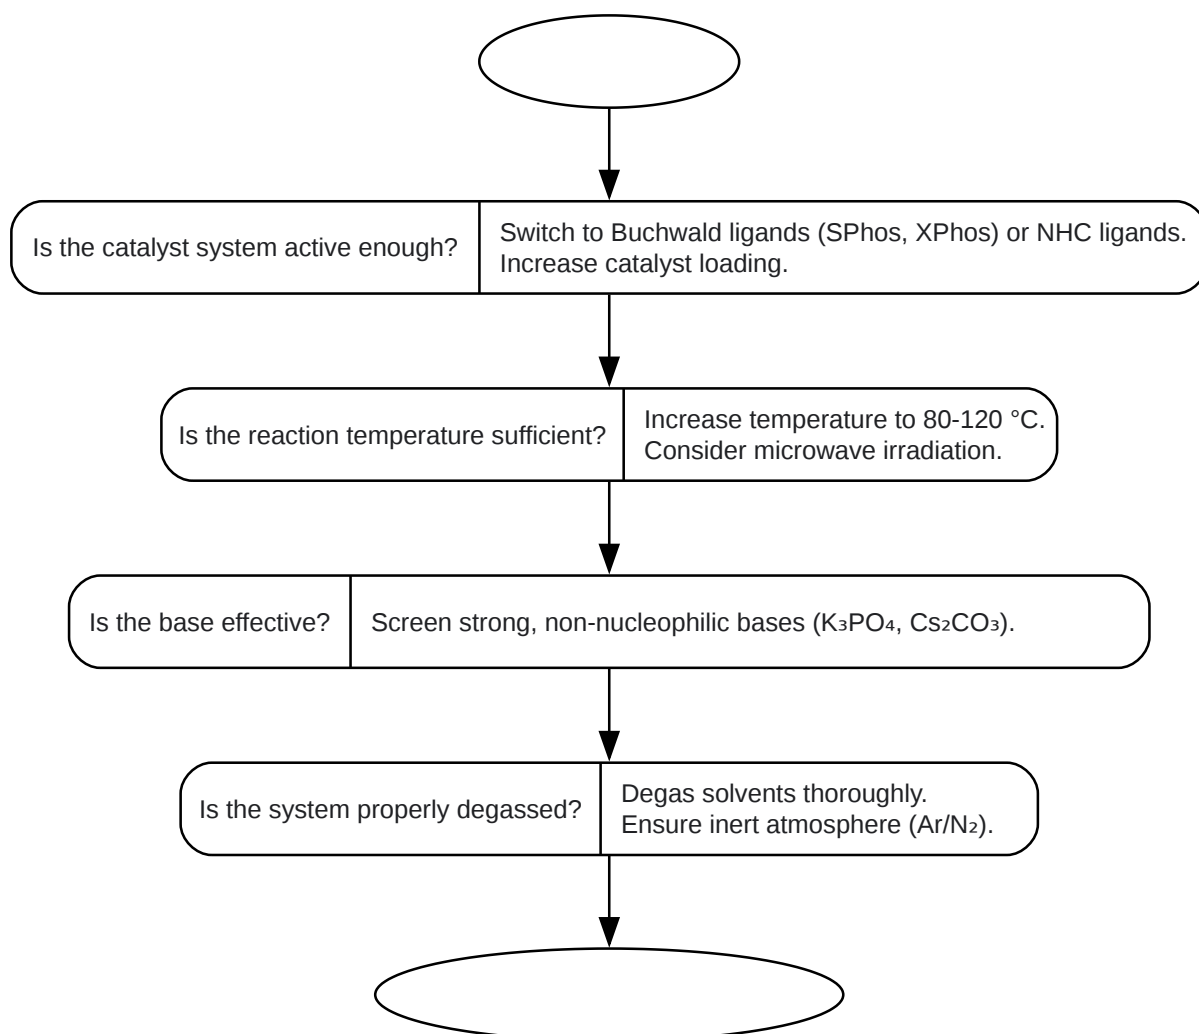 Is the catalyst system active enough?
Switch to Buchwald ligands (SPhos, XPhos) or NHC ligands.
Increase catalyst loading.
Is the reaction temperature sufficient?
Increase temperature to 80-120 °C.
Consider microwave irradiation.
Is the base effective?
Screen strong, non-nucleophilic bases (K₃PO₄, Cs₂CO₃).
Is the system properly degassed?
Degas solvents thoroughly.
Ensure inert atmosphere (Ar/N₂).